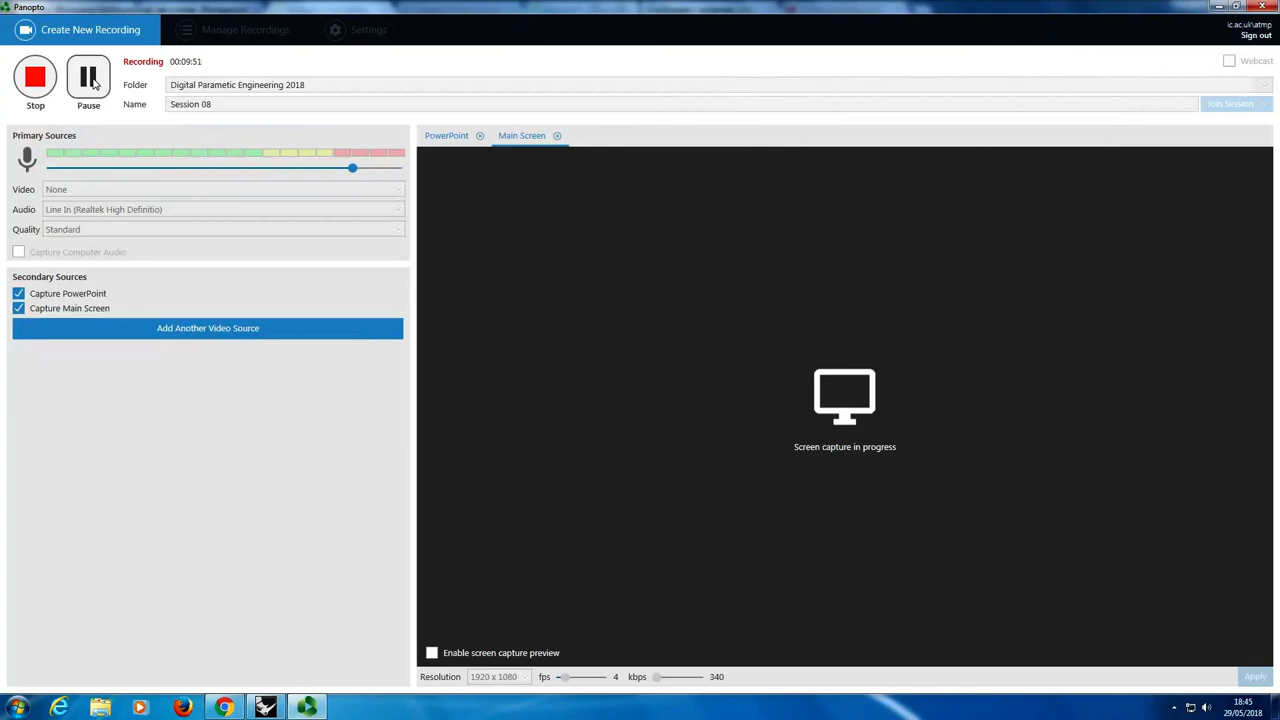 Panopto
Create New Recording
Manage Recordings
Settings
ic.ac.uk\atmp
Sign out
Recording 00:09:51
Webcast
Folder Digital Parametic Engineering 2018
Stop Pause Name Session 08 Join Session
Primary Sources
PowerPoint Main Screen
Video None
Audio Line In (Realtek High Definitio)
Quality Standard
Capture Computer Audio
Secondary Sources
Capture PowerPoint
Capture Main Screen
Add Another Video Source
Screen capture in progress
Enable screen capture preview
Resolution 1920 x 1080 fps 4 kbps 340 Apply
18:45
29/05/2018